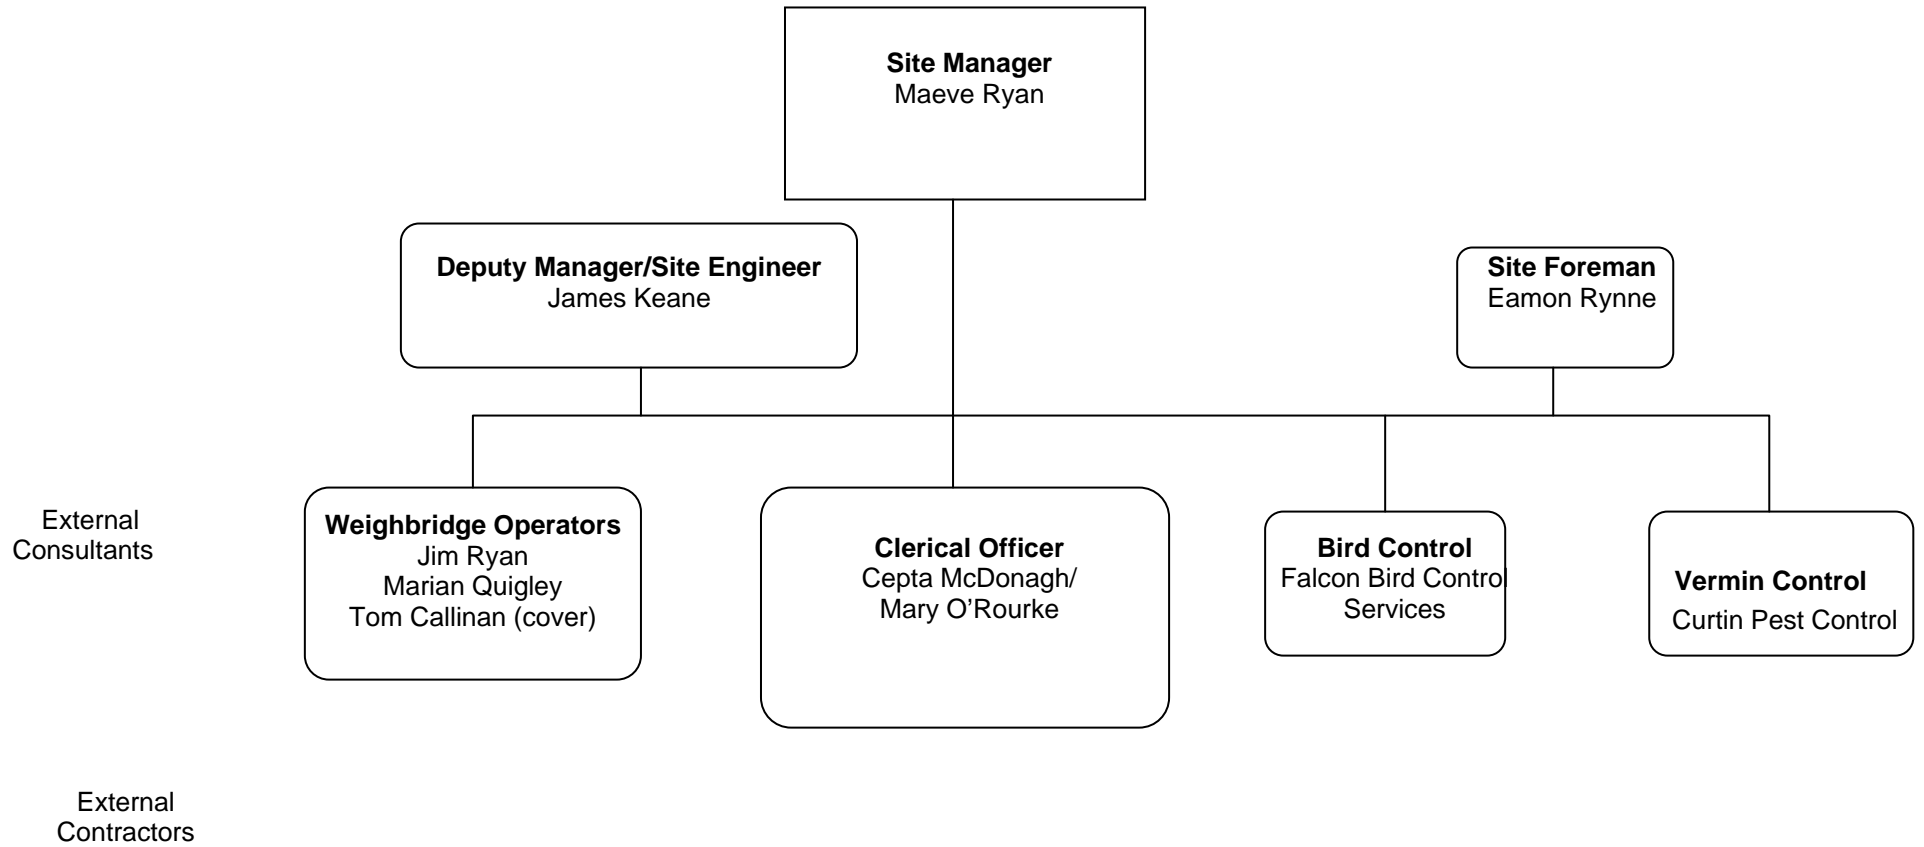 Site Manager
Maeve Ryan
Deputy Manager/Site Engineer
James Keane
Site Foreman
Eamon Rynne
External
Consultants
Weighbridge Operators
Jim Ryan
Marian Quigley
Tom Callinan (cover)
Clerical Officer
Cepta McDonagh/
Mary O’Rourke
Bird Control
Falcon Bird Control
Services
Vermin Control
Curtin Pest Control
External
Contractors